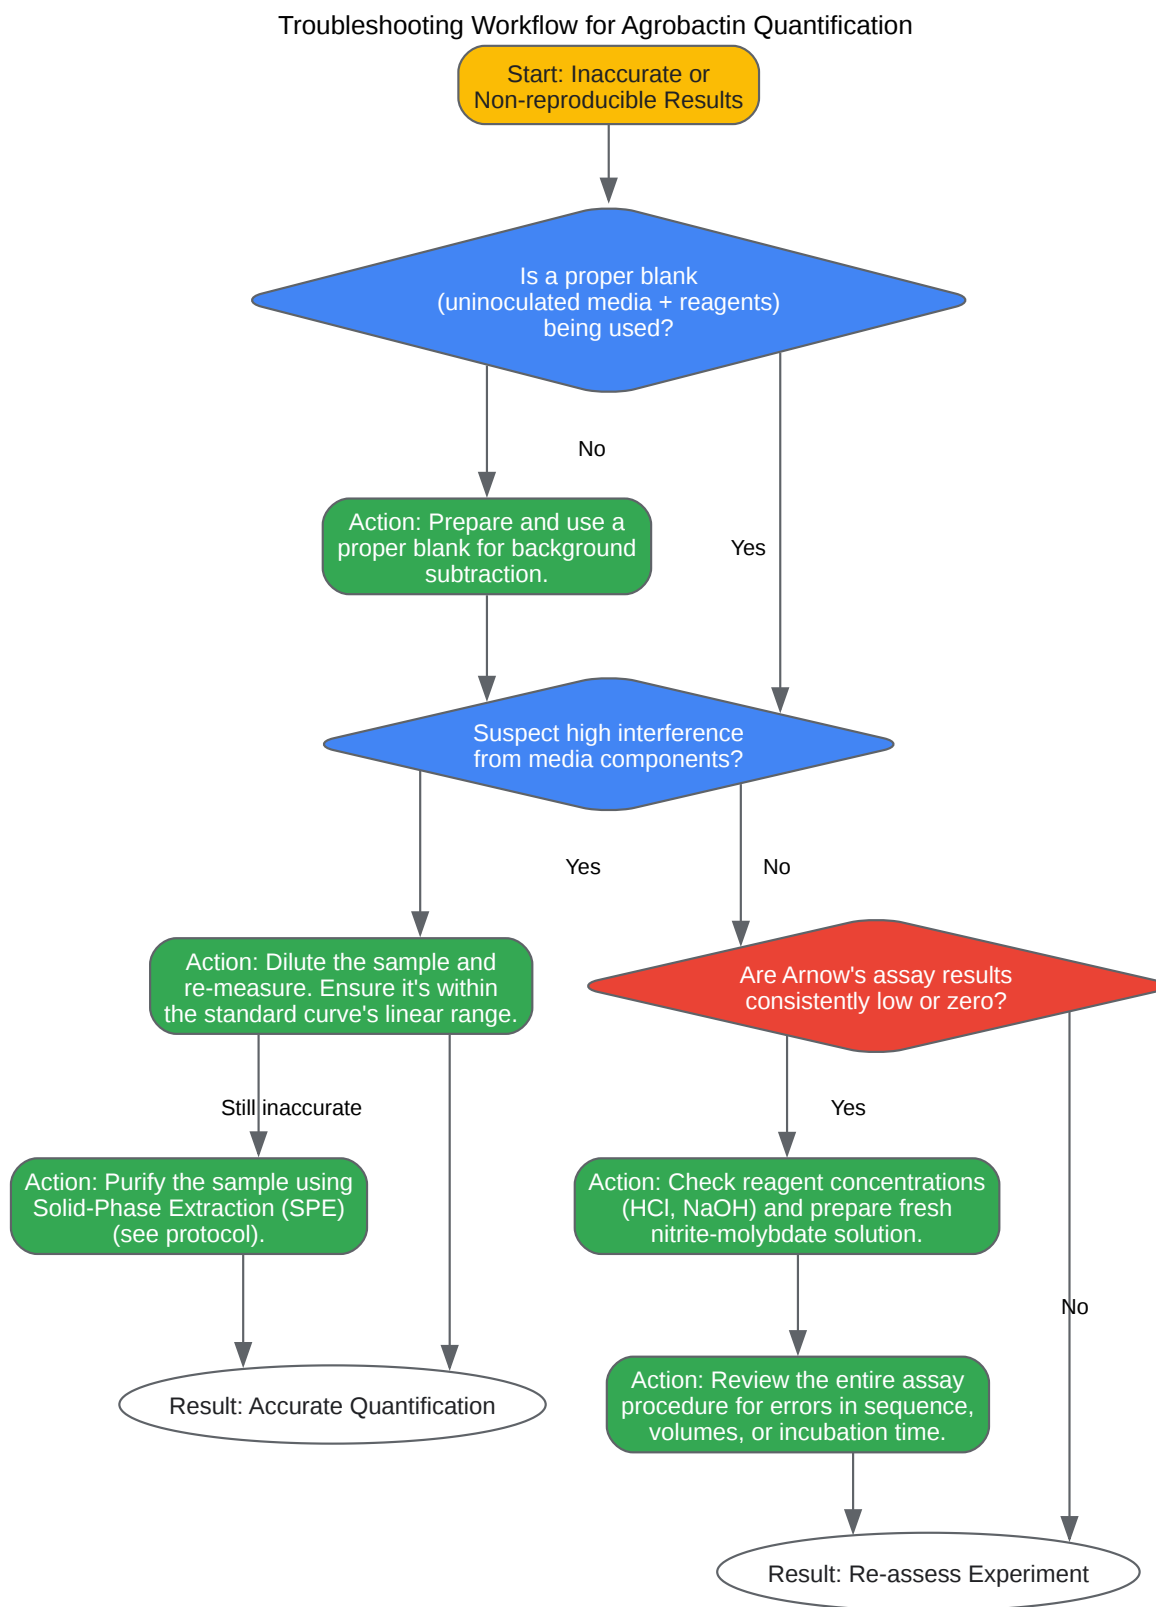 Troubleshooting Workflow for Agrobactin Quantification
Start: Inaccurate or
Non-reproducible Results
Is a proper blank
(uninoculated media + reagents)
being used?
No
Action: Prepare and use a
proper blank for background
subtraction.
Yes
Suspect high interference
from media components?
Yes
No
Action: Dilute the sample and
re-measure. Ensure it's within
the standard curve's linear range.
Are Arnow's assay results
consistently low or zero?
Still inaccurate
Yes
Action: Purify the sample using
Solid-Phase Extraction (SPE)
(see protocol).
Action: Check reagent concentrations
(HCl, NaOH) and prepare fresh
nitrite-molybdate solution.
No
Result: Accurate Quantification
Action: Review the entire assay
procedure for errors in sequence,
volumes, or incubation time.
Result: Re-assess Experiment